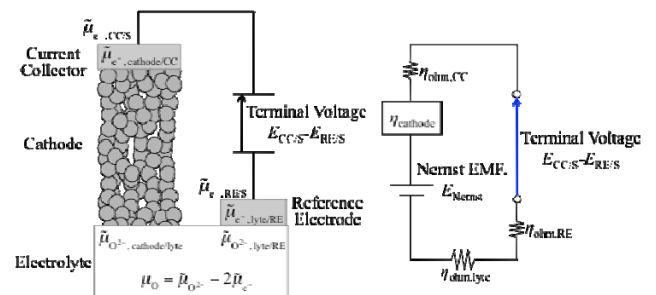 μ̃e⁻,CC/S
Current
Collector
μ̃e⁻,cathode/CC
Cathode
Terminal Voltage
ECC/S-ERE/S
μ̃e⁻,RE/S
Reference
Electrode
μ̃e⁻,lyte/RE
μ̃O²⁻,cathode/lyte
μ̃O²⁻,lyte/RE
Electrolyte
μO = μ̃O²⁻ − 2μ̃e⁻
ηohm,CC
ηcathode
Terminal Voltage
ECC/S-ERE/S
Nernst EMF.
ENernst
ηohm,RE
ηohm,lyte